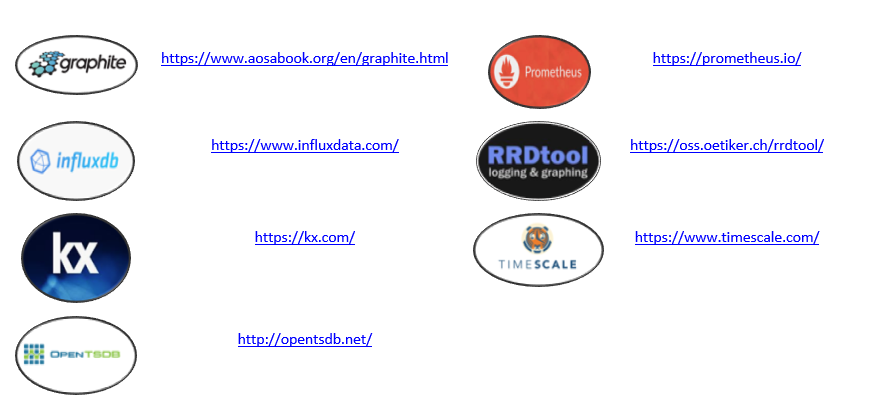 graphite https://www.aosabook.org/en/graphite.html
Prometheus https://prometheus.io/
influxdb https://www.influxdata.com/
RRDtool
logging & graphing
https://oss.oetiker.ch/rrdtool/
kx https://kx.com/
TIMESCALE https://www.timescale.com/
OPENTSDB http://opentsdb.net/